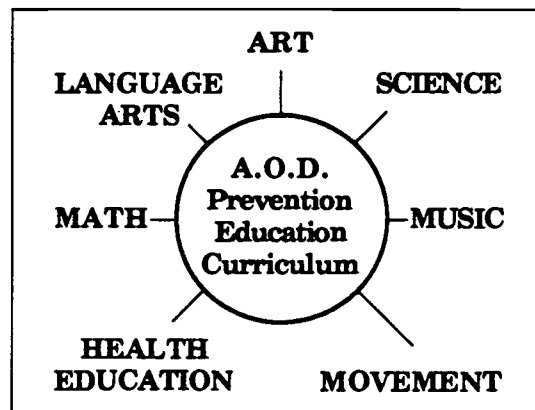 ART
LANGUAGE
ARTS
SCIENCE
A.O.D.
Prevention
Education
Curriculum
MATH
MUSIC
HEALTH
EDUCATION
MOVEMENT